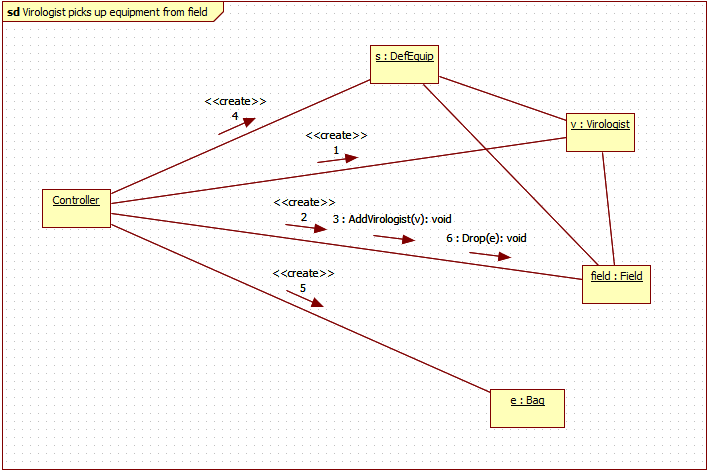 sd Virologist picks up equipment from field
s : DefEquip
<<create>>
4
v : Virologist
<<create>>
1
Controller
<<create>>
2
3 : AddVirologist(v): void
6 : Drop(e): void
<<create>>
5
field : Field
e : Bag